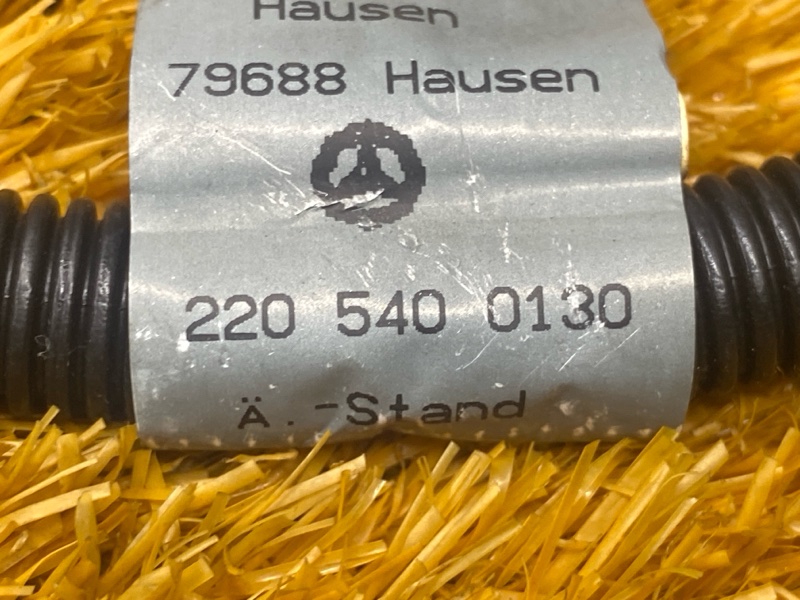 Hausen
79688 Hausen
220 540 0130
Ä.-Stand